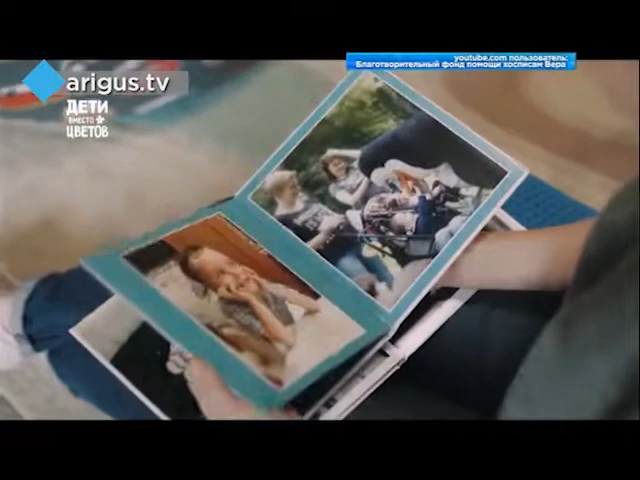 youtube.com пользователь:
Благотворительный фонд помощи хосписам Вера
arigus.tv
ДЕТИ
ВМЕСТО
ЦВЕТОВ